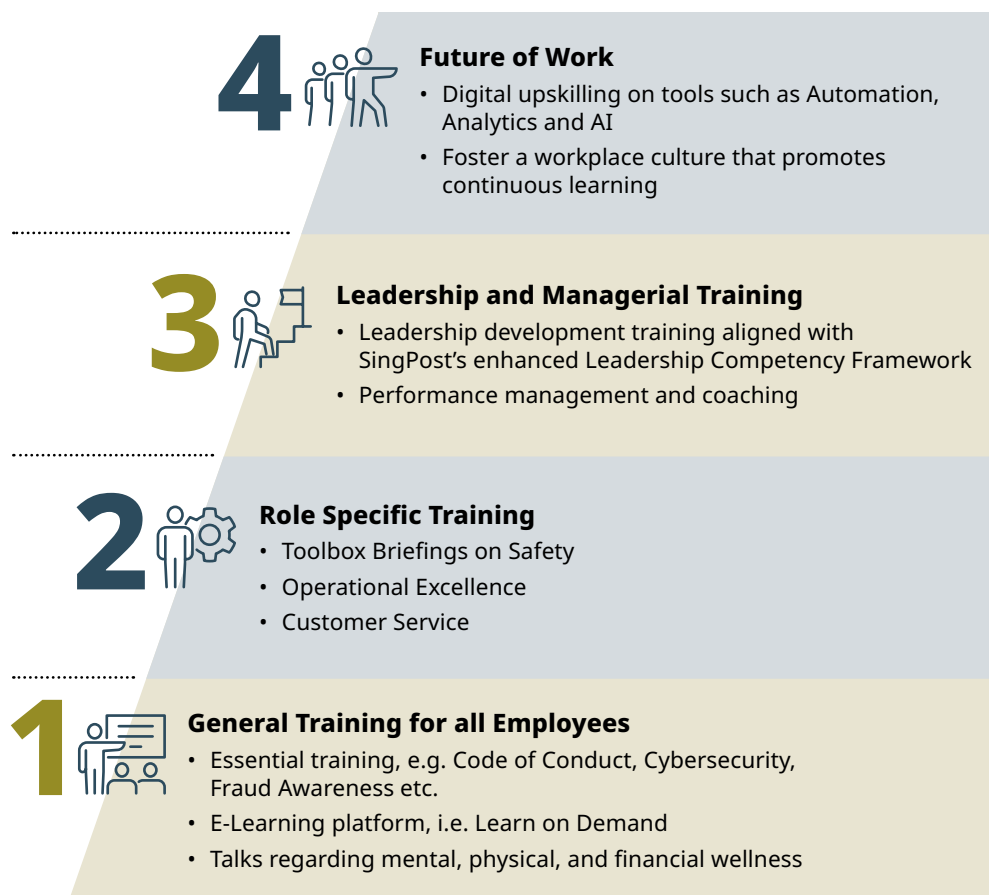 4
Future of Work
• Digital upskilling on tools such as Automation,
Analytics and AI
• Foster a workplace culture that promotes
continuous learning
3
Leadership and Managerial Training
• Leadership development training aligned with
SingPost’s enhanced Leadership Competency Framework
• Performance management and coaching
2
Role Specific Training
• Toolbox Briefings on Safety
• Operational Excellence
• Customer Service
1
General Training for all Employees
• Essential training, e.g. Code of Conduct, Cybersecurity,
Fraud Awareness etc.
• E-Learning platform, i.e. Learn on Demand
• Talks regarding mental, physical, and financial wellness